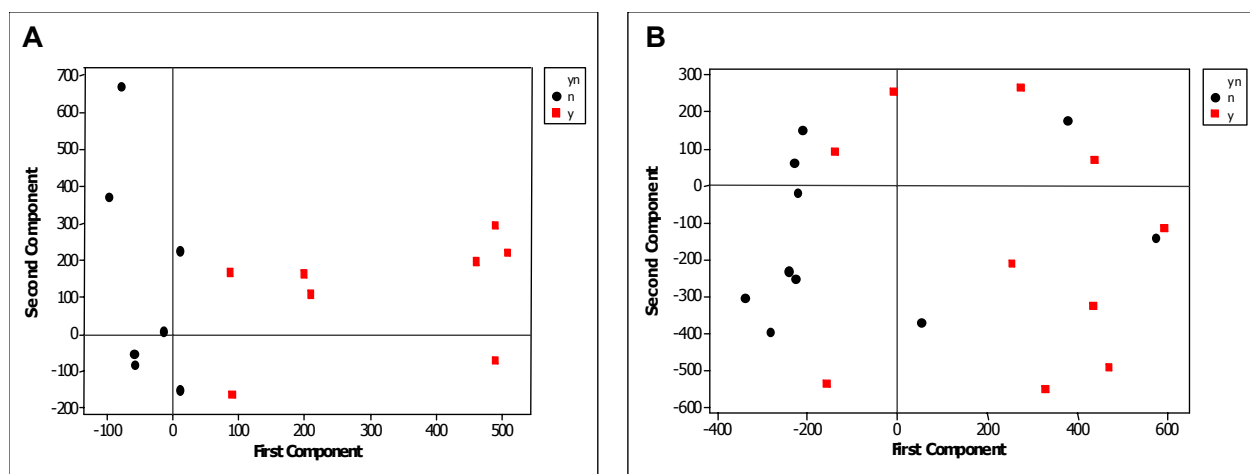 A
Second Component
700
600
500
400
300
200
100
0
-100
-200
-100 0 100 200 300 400 500
First Component
yn
n
y
B
Second Component
300
200
100
0
-100
-200
-300
-400
-500
-600
-400 -200 0 200 400 600
First Component
yn
n
y